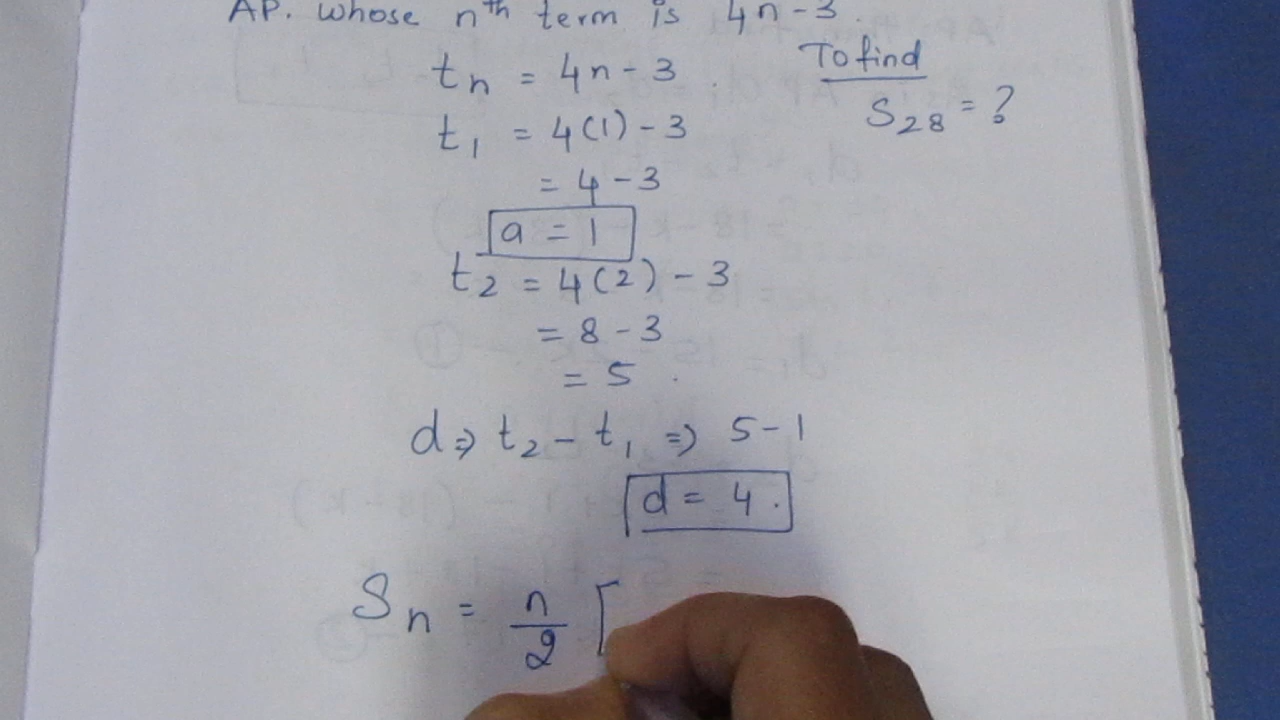 AP. whose nth term is 4n-3.
tn = 4n-3.
To find
S28 = ?
t1 = 4(1)-3
= 4-3
a = 1
t2 = 4(2)-3
= 8-3
= 5.
d ⇒ t2 - t1 ⇒ 5-1
d = 4.
Sn = n/2 [